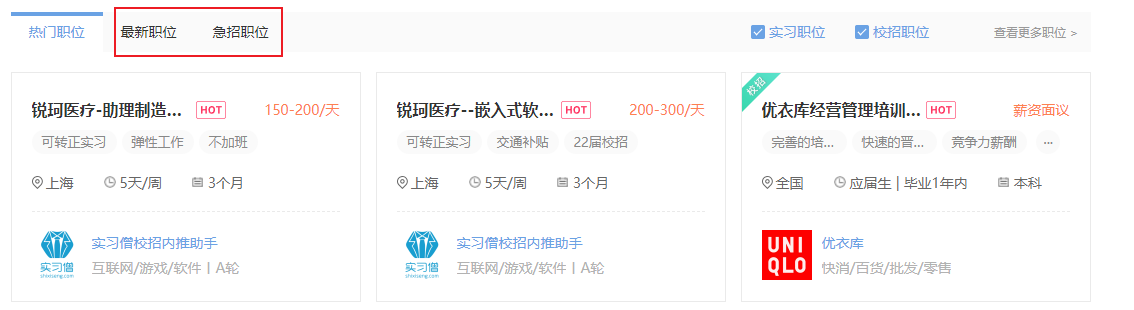 热门职位 最新职位 急招职位 实习职位 校招职位 查看更多职位 >
锐珂医疗-助理制造... HOT 150-200/天
可转正实习 弹性工作 不加班
上海 5天/周 3个月
实习僧校招内推助手
互联网/游戏/软件丨A轮
实习僧
shixiseng.com
锐珂医疗--嵌入式软... HOT 200-300/天
可转正实习 交通补贴 22届校招
上海 5天/周 3个月
实习僧校招内推助手
互联网/游戏/软件丨A轮
实习僧
shixiseng.com
校招
优衣库经营管理培训... HOT 薪资面议
完善的培... 快速的晋... 竞争力薪酬 ...
全国 应届生 | 毕业1年内 本科
UNI
QLO
优衣库
快消/百货/批发/零售